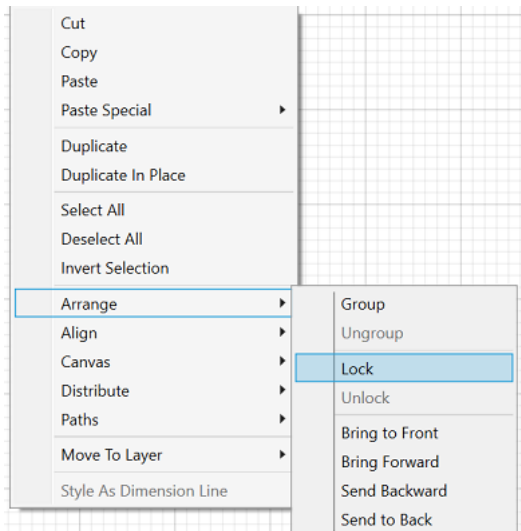 Cut
Copy
Paste
Paste Special
Duplicate
Duplicate In Place
Select All
Deselect All
Invert Selection
Arrange
Align
Canvas
Distribute
Paths
Move To Layer
Style As Dimension Line
Group
Ungroup
Lock
Unlock
Bring to Front
Bring Forward
Send Backward
Send to Back